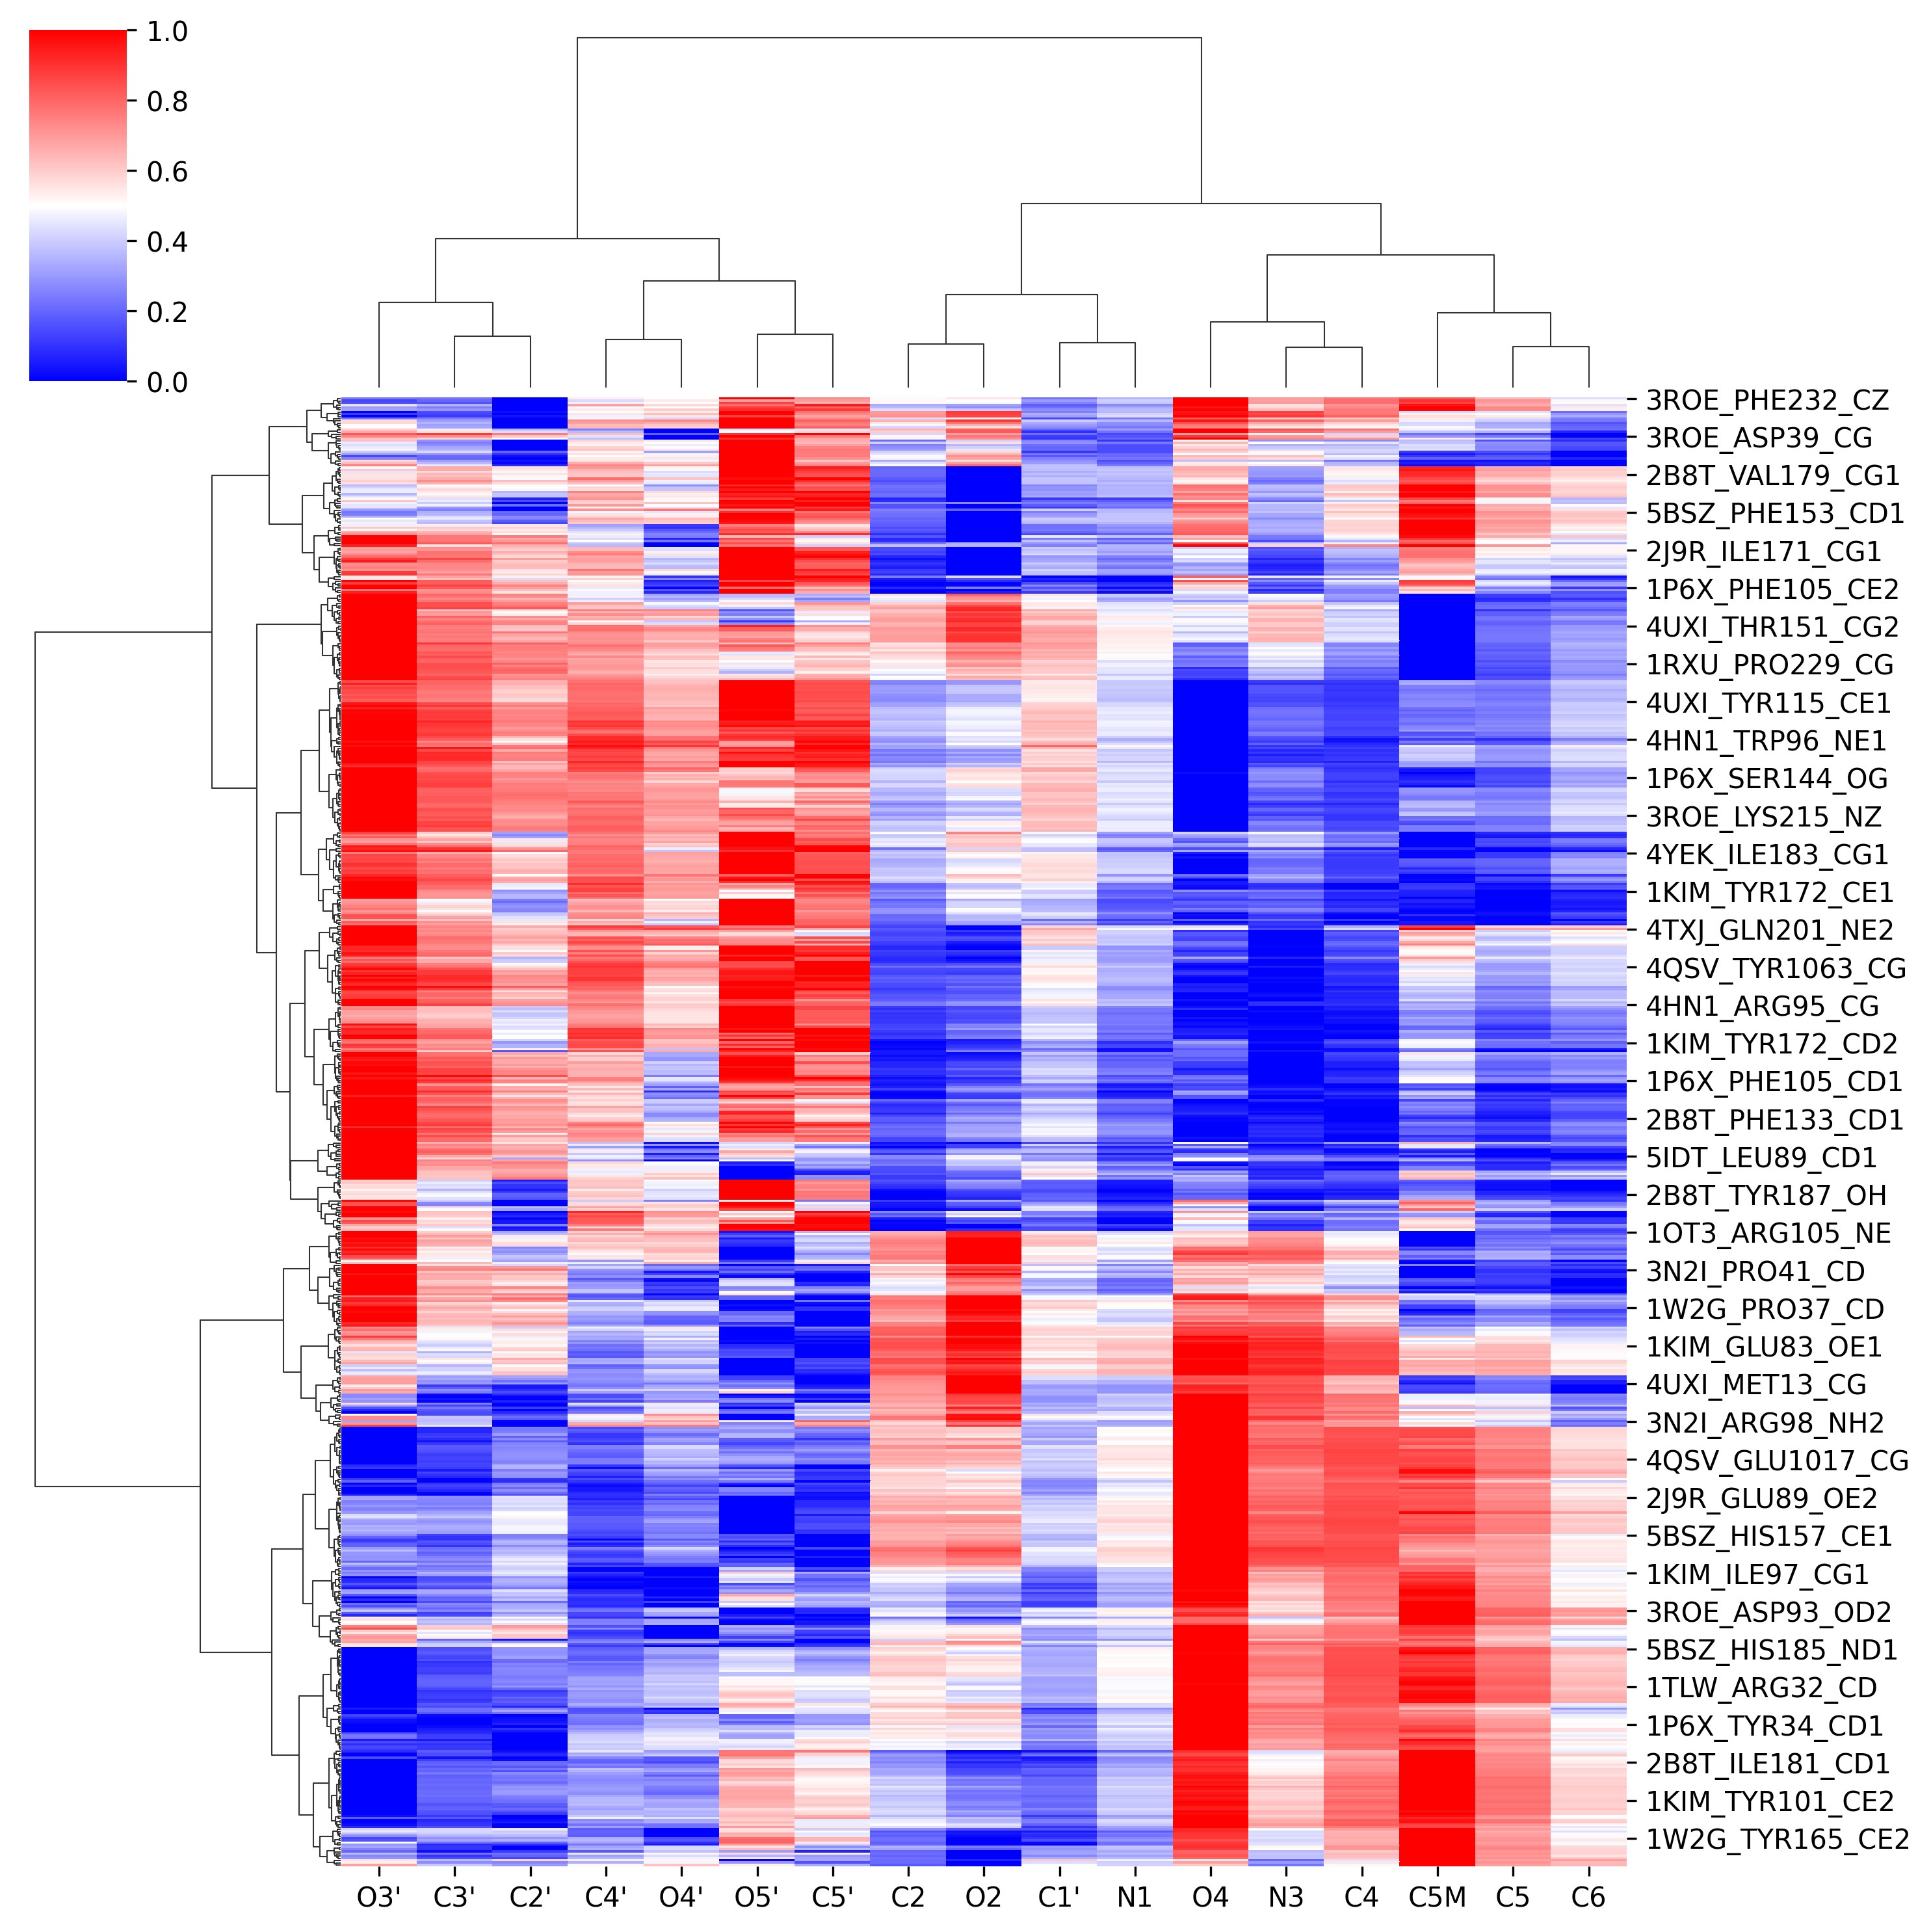 1.0
0.8
0.6
0.4
0.2
0.0
3ROE_PHE232_CZ
3ROE_ASP39_CG
2B8T_VAL179_CG1
5BSZ_PHE153_CD1
2J9R_ILE171_CG1
1P6X_PHE105_CE2
4UXI_THR151_CG2
1RXU_PRO229_CG
4UXI_TYR115_CE1
4HN1_TRP96_NE1
1P6X_SER144_OG
3ROE_LYS215_NZ
4YEK_ILE183_CG1
1KIM_TYR172_CE1
4TXJ_GLN201_NE2
4QSV_TYR1063_CG
4HN1_ARG95_CG
1KIM_TYR172_CD2
1P6X_PHE105_CD1
2B8T_PHE133_CD1
5IDT_LEU89_CD1
2B8T_TYR187_OH
1OT3_ARG105_NE
3N2I_PRO41_CD
1W2G_PRO37_CD
1KIM_GLU83_OE1
4UXI_MET13_CG
3N2I_ARG98_NH2
4QSV_GLU1017_CG
2J9R_GLU89_OE2
5BSZ_HIS157_CE1
1KIM_ILE97_CG1
3ROE_ASP93_OD2
5BSZ_HIS185_ND1
1TLW_ARG32_CD
1P6X_TYR34_CD1
2B8T_ILE181_CD1
1KIM_TYR101_CE2
1W2G_TYR165_CE2
O3' C3' C2' C4' O4' O5' C5' C2 O2 C1' N1 O4 N3 C4 C5M C5 C6